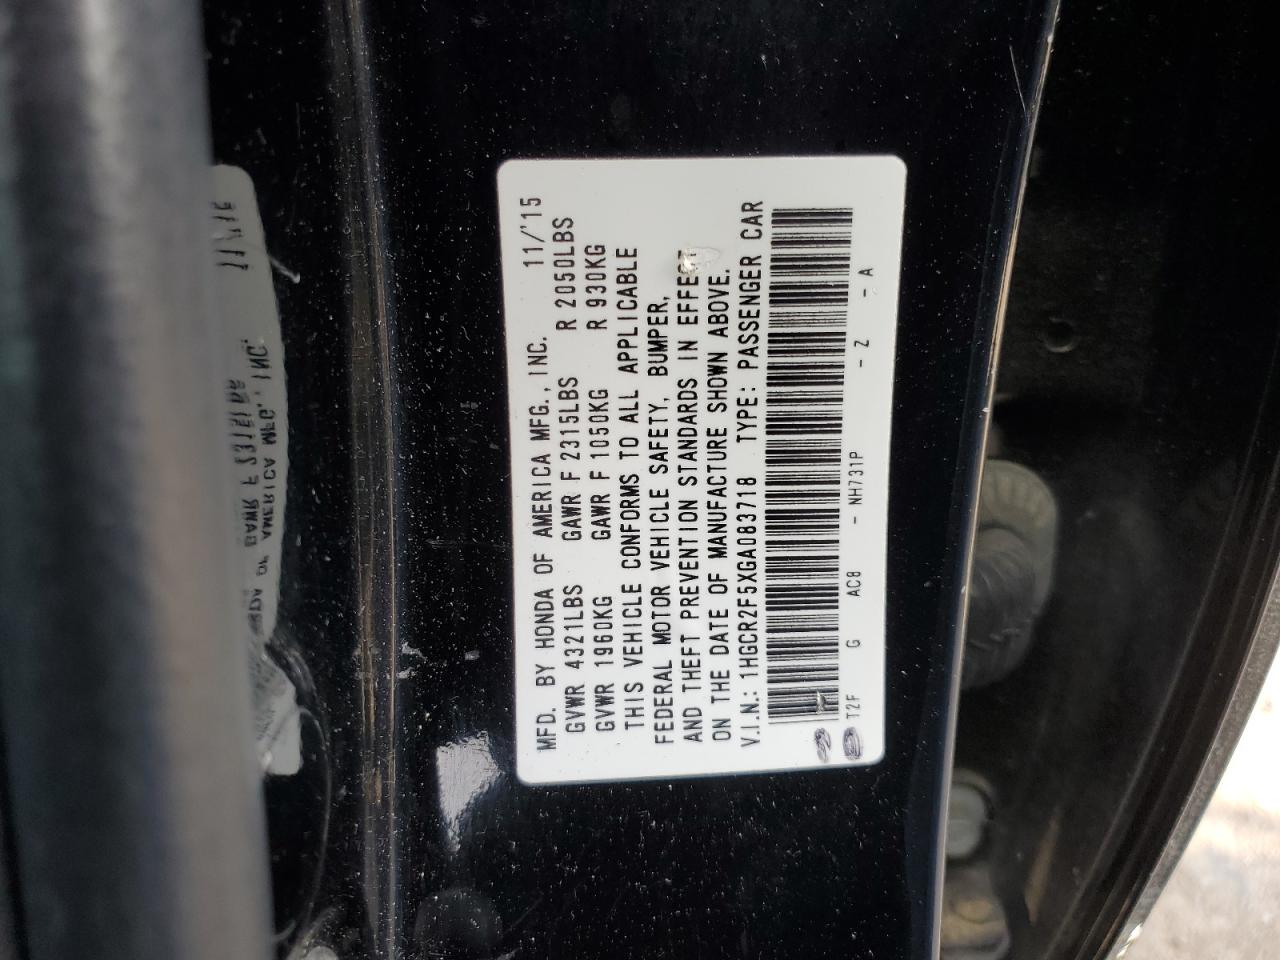 MFD. BY HONDA OF AMERICA MFG., INC. 11/'15
GVWR 4321LBS GAWR F 2315LBS R 2050LBS
GVWR 1960KG GAWR F 1050KG R 930KG
THIS VEHICLE CONFORMS TO ALL APPLICABLE
FEDERAL MOTOR VEHICLE SAFETY, BUMPER,
AND THEFT PREVENTION STANDARDS IN EFFECT
ON THE DATE OF MANUFACTURE SHOWN ABOVE.
V.I.N.: 1HGCR2F5XGA083718 TYPE: PASSENGER CAR
T2F G AC8 - NH731P - Z - A